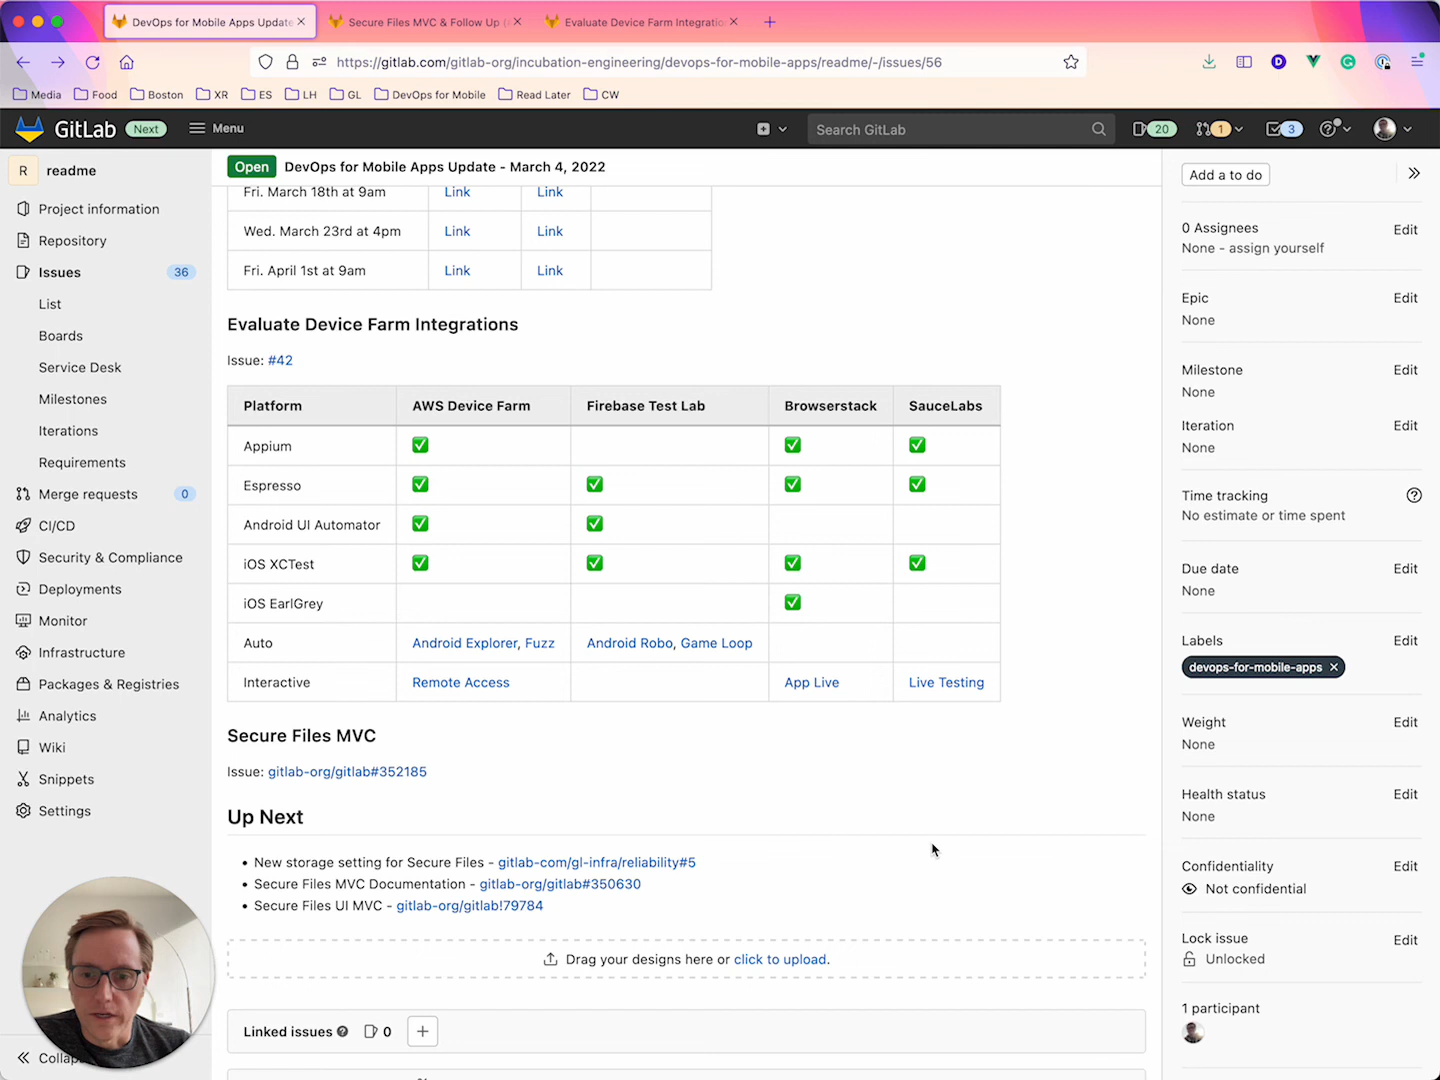 DevOps for Mobile Apps Update
Secure Files MVC & Follow Up
Evaluate Device Farm Integratio
https://gitlab.com/gitlab-org/incubation-engineering/devops-for-mobile-apps/readme/-/issues/56
Media Food Boston XR ES LH GL DevOps for Mobile Read Later CW
GitLab Next Menu Search GitLab 20 1 3
R readme
Project information
Repository
Issues 36
List
Boards
Service Desk
Milestones
Iterations
Requirements
Merge requests 0
CI/CD
Security & Compliance
Deployments
Monitor
Infrastructure
Packages & Registries
Analytics
Wiki
Snippets
Settings
Open DevOps for Mobile Apps Update - March 4, 2022
Fri. March 18th at 9am Link Link
Wed. March 23rd at 4pm Link Link
Fri. April 1st at 9am Link Link
Evaluate Device Farm Integrations
Issue: #42
Platform AWS Device Farm Firebase Test Lab Browserstack SauceLabs
Appium ✅ ✅ ✅
Espresso ✅ ✅ ✅ ✅
Android UI Automator ✅ ✅
iOS XCTest ✅ ✅ ✅ ✅
iOS EarlGrey ✅
Auto Android Explorer, Fuzz Android Robo, Game Loop
Interactive Remote Access App Live Live Testing
Secure Files MVC
Issue: gitlab-org/gitlab#352185
Up Next
• New storage setting for Secure Files - gitlab-com/gl-infra/reliability#5
• Secure Files MVC Documentation - gitlab-org/gitlab#350630
• Secure Files UI MVC - gitlab-org/gitlab!79784
Drag your designs here or click to upload.
Linked issues 0
Add a to do
0 Assignees Edit
None - assign yourself
Epic Edit
None
Milestone Edit
None
Iteration Edit
None
Time tracking
No estimate or time spent
Due date Edit
None
Labels Edit
devops-for-mobile-apps
Weight Edit
None
Health status Edit
None
Confidentiality Edit
Not confidential
Lock issue Edit
Unlocked
1 participant